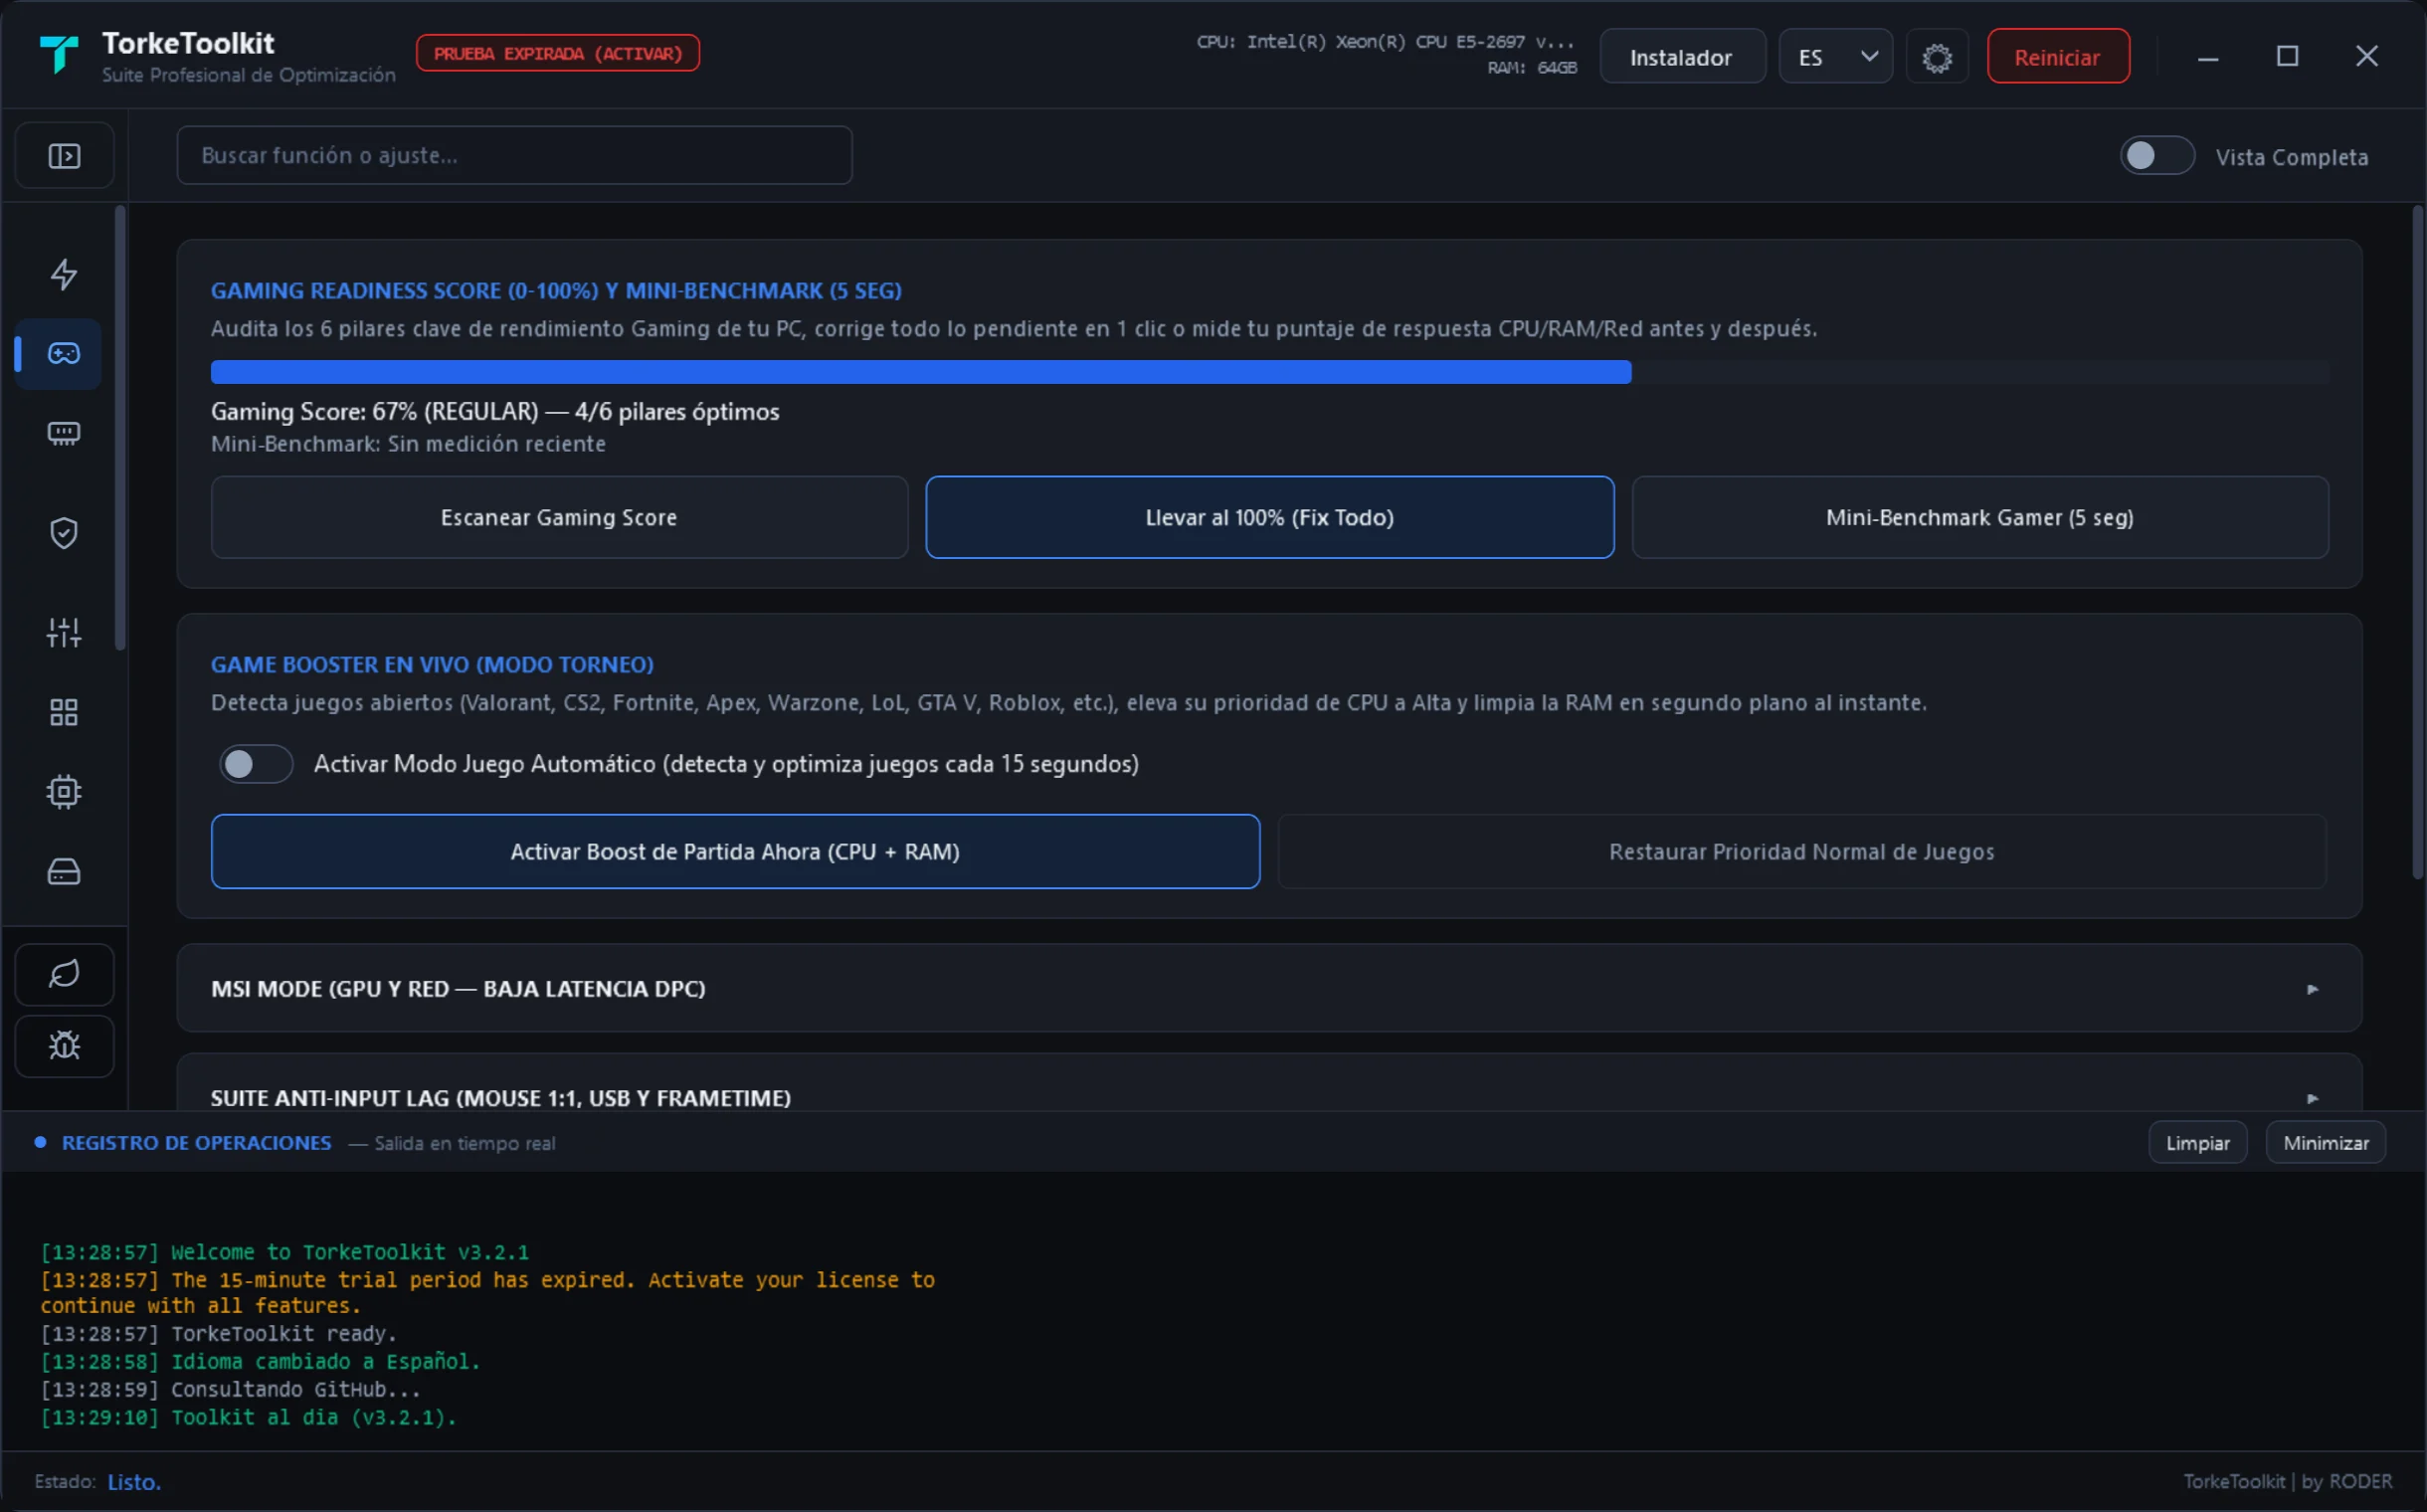 TorkeToolkit
Suite Profesional de Optimización
PRUEBA EXPIRADA (ACTIVAR)
CPU: Intel(R) Xeon(R) CPU E5-2697 v...
RAM: 64GB
Instalador
ES
Reiniciar
Buscar función o ajuste...
Vista Completa
GAMING READINESS SCORE (0-100%) Y MINI-BENCHMARK (5 SEG)
Audita los 6 pilares clave de rendimiento Gaming de tu PC, corrige todo lo pendiente en 1 clic o mide tu puntaje de respuesta CPU/RAM/Red antes y después.
Gaming Score: 67% (REGULAR) — 4/6 pilares óptimos
Mini-Benchmark: Sin medición reciente
Escanear Gaming Score
Llevar al 100% (Fix Todo)
Mini-Benchmark Gamer (5 seg)
GAME BOOSTER EN VIVO (MODO TORNEO)
Detecta juegos abiertos (Valorant, CS2, Fortnite, Apex, Warzone, LoL, GTA V, Roblox, etc.), eleva su prioridad de CPU a Alta y limpia la RAM en segundo plano al instante.
Activar Modo Juego Automático (detecta y optimiza juegos cada 15 segundos)
Activar Boost de Partida Ahora (CPU + RAM)
Restaurar Prioridad Normal de Juegos
MSI MODE (GPU Y RED — BAJA LATENCIA DPC)
SUITE ANTI-INPUT LAG (MOUSE 1:1, USB Y FRAMETIME)
REGISTRO DE OPERACIONES — Salida en tiempo real
Limpiar
Minimizar
[13:28:57] Welcome to TorkeToolkit v3.2.1
[13:28:57] The 15-minute trial period has expired. Activate your license to
continue with all features.
[13:28:57] TorkeToolkit ready.
[13:28:58] Idioma cambiado a Español.
[13:28:59] Consultando GitHub...
[13:29:10] Toolkit al dia (v3.2.1).
Estado: Listo.
TorkeToolkit | by RODER